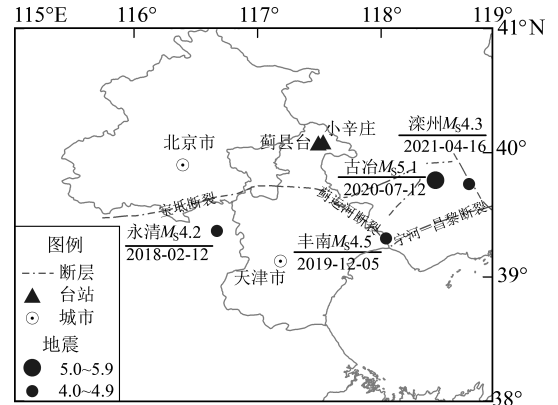 115°E
116°
117°
118°
119°
41°N
小辛庄
蓟县台
滦州Ms4.3
2021-04-16
北京市
40°
古冶Ms5.1
2020-07-12
宝坻断裂
蓟运河断裂
宁河—昌黎断裂
永清Ms4.2
2018-02-12
丰南Ms4.5
2019-12-05
天津市
39°
图例
断层
台站
城市
地震
5.0~5.9
4.0~4.9
38°